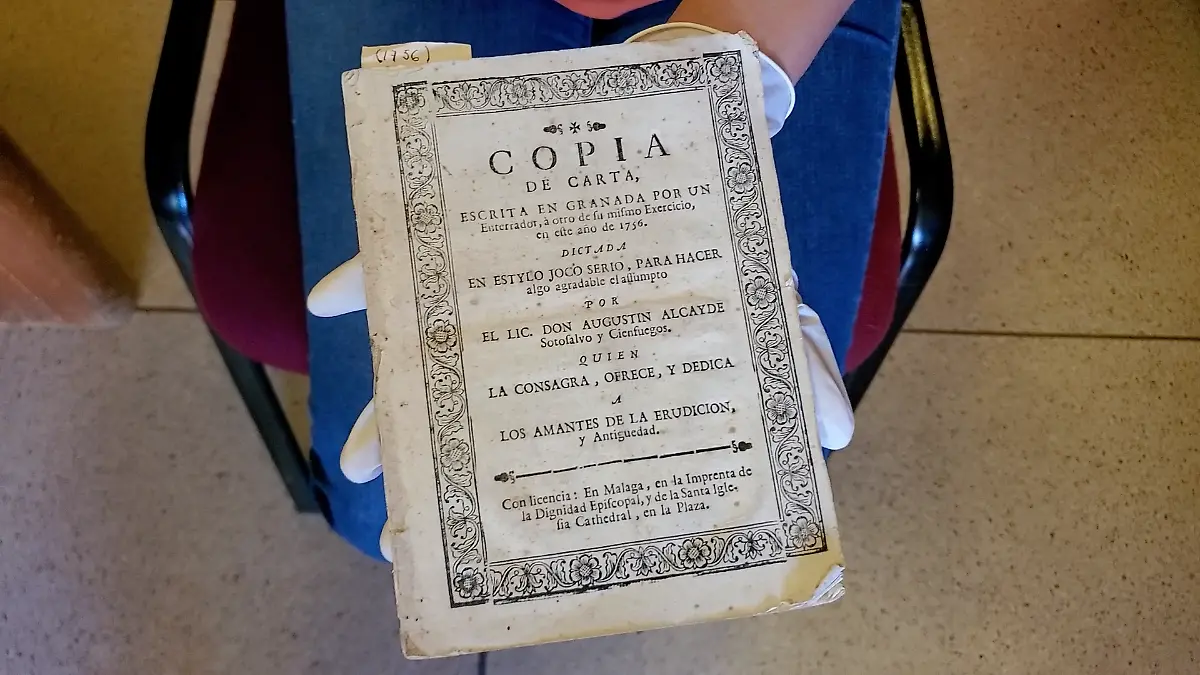 (1756)
COPIA
DE CARTA,
ESCRITA EN GRANADA POR UN
Enterrador, à otro de ſu miſmo Exercicio,
en eſte año de 1756.
DICTADA
EN ESTYLO JOCO SERIO, PARA HACER
algo agradable el aſſumpto
POR
EL LIC. DON AUGUSTIN ALCAYDE
Sotoſalvo y Cienfuegos.
QUIEN
LA CONSAGRA, OFRECE, Y DEDICA
A
LOS AMANTES DE LA ERUDICION,
y Antiguedad.
Con licencia: En Malaga, en la Imprenta de
la Dignidad Epiſcopal, y de la Santa Igle-
ſia Cathedral, en la Plaza.